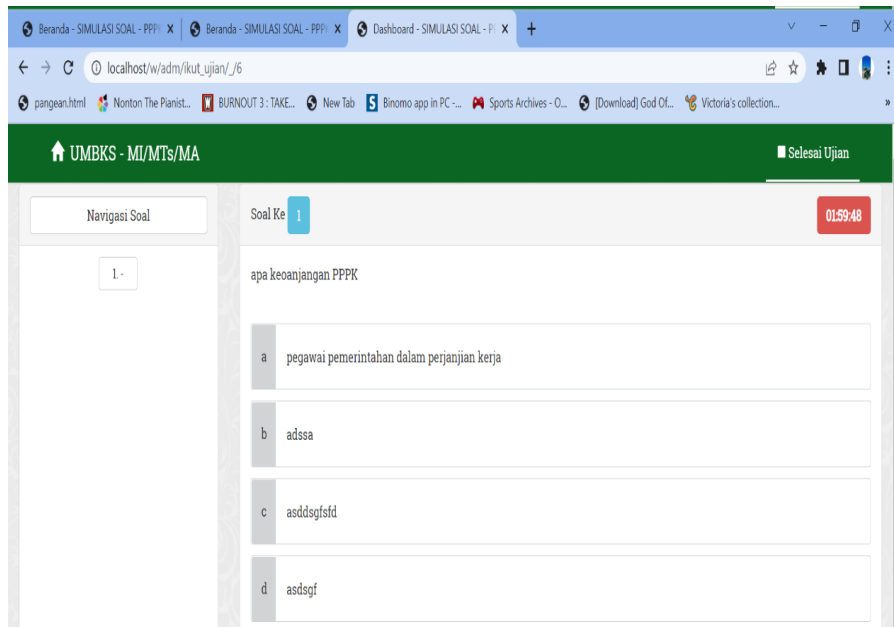 Beranda - SIMULASI SOAL - PPP
Beranda - SIMULASI SOAL - PPP
Dashboard - SIMULASI SOAL - P
localhost/w/adm/ikut_ujian/_/6
pangean.html Nonton The Pianist... BURNOUT 3 : TAKE... New Tab Binomo app in PC -... Sports Archives - O... [Download] God Of... Victoria's collection... »
UMBKS - MI/MTs/MA
Selesai Ujian
Navigasi Soal
1. -
Soal Ke 1
01:59:48
apa keoanjangan PPPK
a pegawai pemerintahan dalam perjanjian kerja
b adssa
c asddsgfsfd
d asdsgf